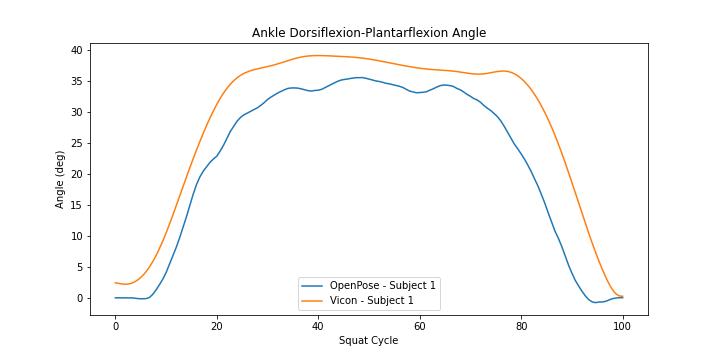 Ankle Dorsiflexion-Plantarflexion Angle
40
35
30
25
20
15
10
5
0
Angle (deg)
OpenPose - Subject 1
Vicon - Subject 1
0 20 40 60 80 100
Squat Cycle